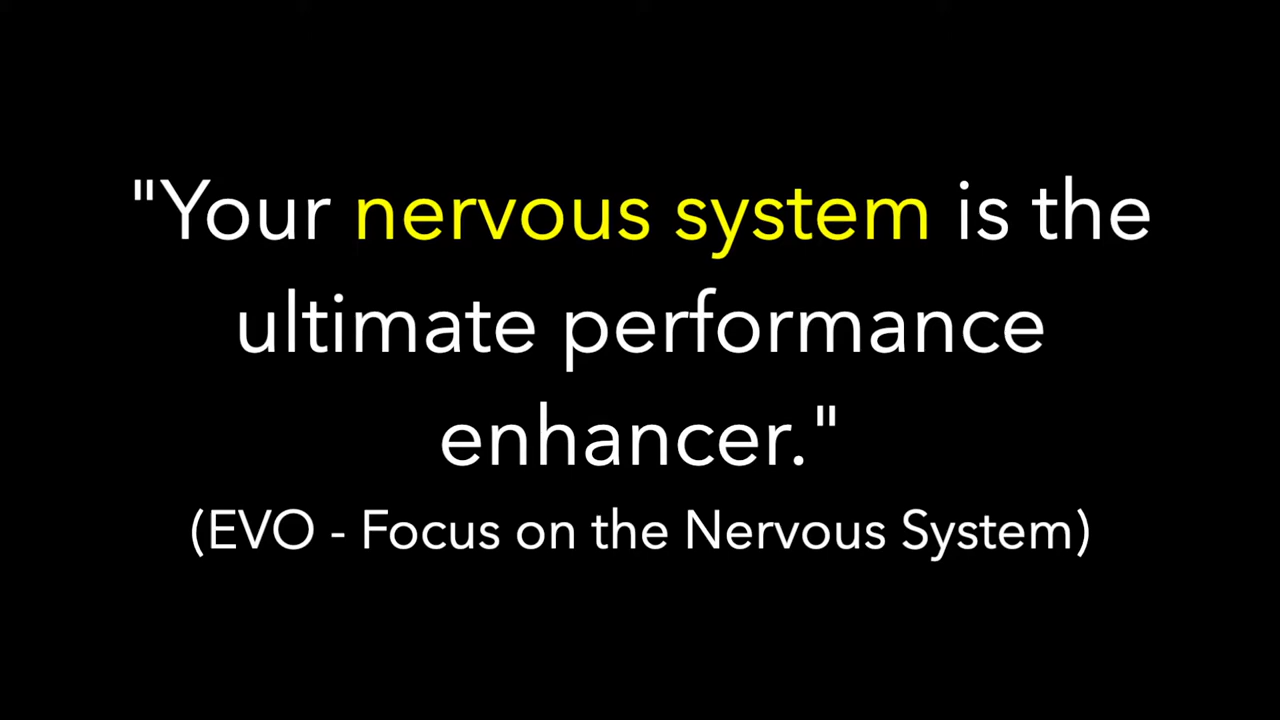 "Your nervous system is the
ultimate performance
enhancer."
(EVO - Focus on the Nervous System)